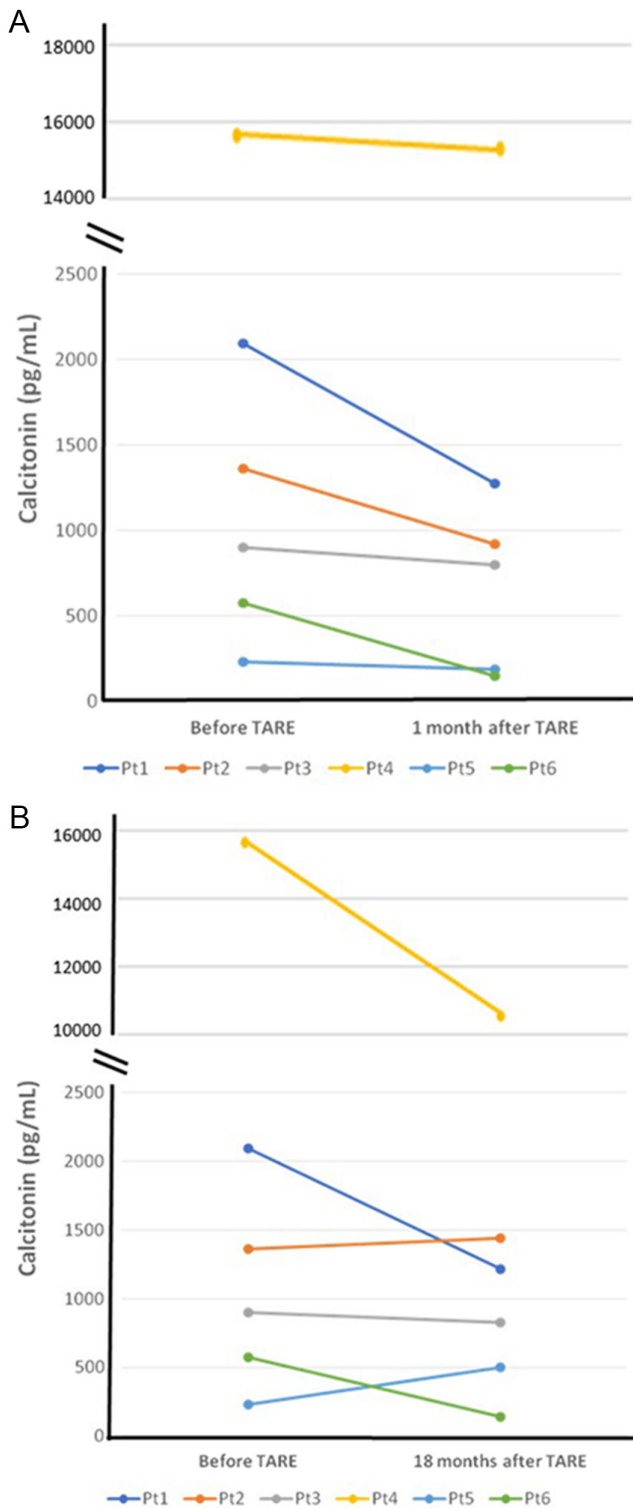 A
18000
16000
14000
2500
2000
1500
1000
500
0
Calcitonin (pg/mL)
Before TARE 1 month after TARE
Pt1 Pt2 Pt3 Pt4 Pt5 Pt6
B
16000
14000
12000
10000
2500
2000
1500
1000
500
0
Calcitonin (pg/mL)
Before TARE 18 months after TARE
Pt1 Pt2 Pt3 Pt4 Pt5 Pt6